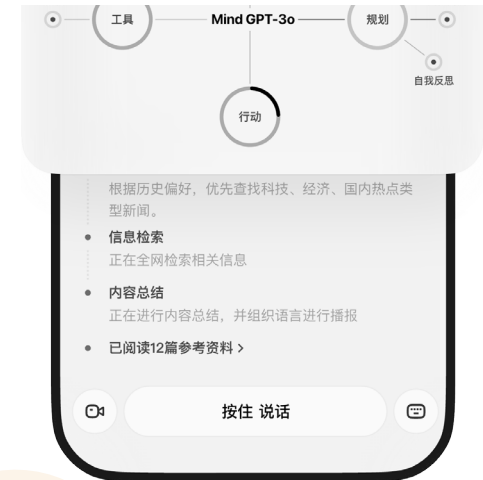 工具
Mind GPT-3o
规划
自我反思
行动
根据历史偏好，优先查找科技、经济、国内热点类
型新闻。
信息检索
正在全网检索相关信息
内容总结
正在进行内容总结，并组织语言进行播报
已阅读12篇参考资料 >
按住 说话